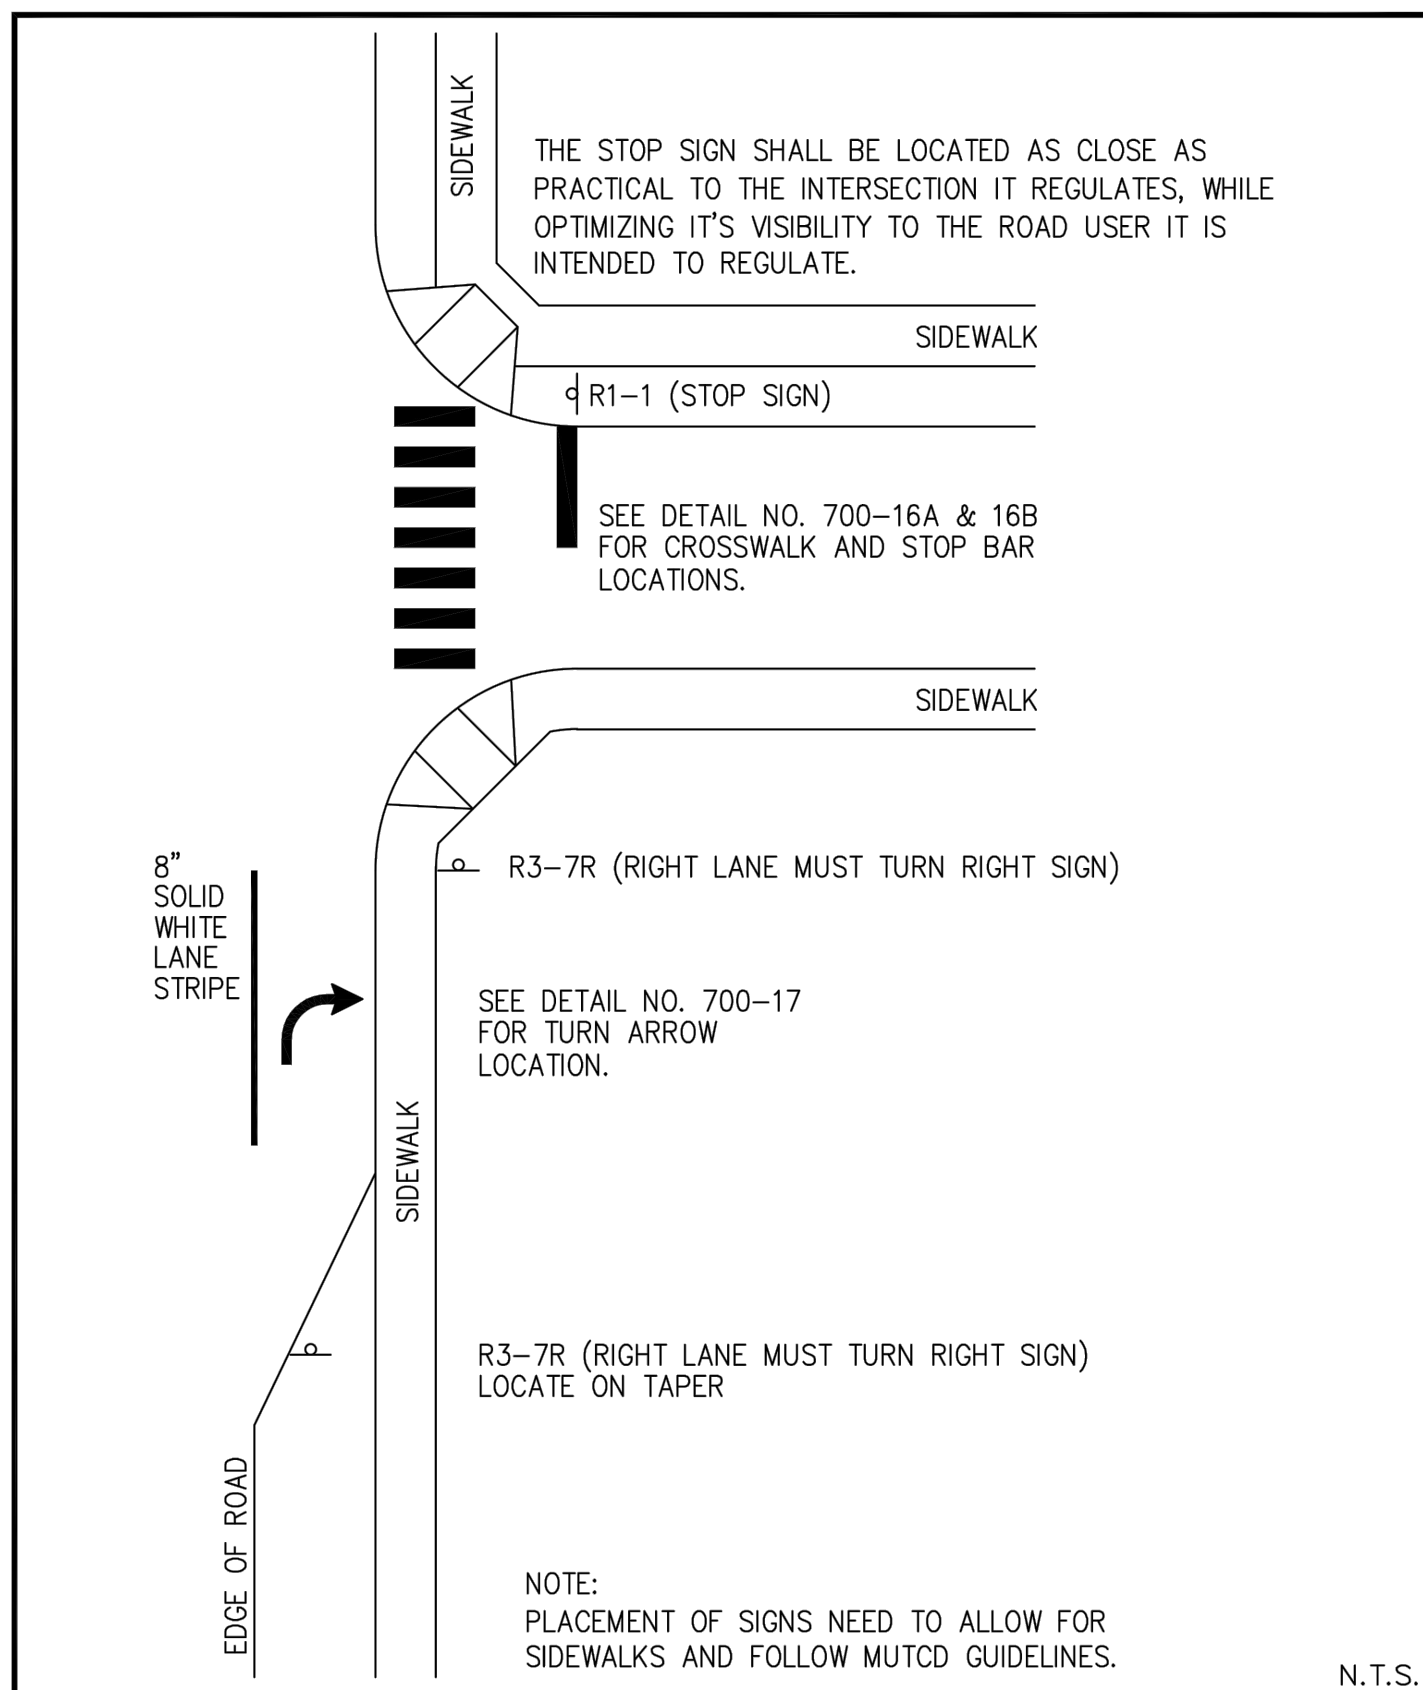 SIDEWALK
THE STOP SIGN SHALL BE LOCATED AS CLOSE AS
PRACTICAL TO THE INTERSECTION IT REGULATES, WHILE
OPTIMIZING IT'S VISIBILITY TO THE ROAD USER IT IS
INTENDED TO REGULATE.
SIDEWALK
R1-1 (STOP SIGN)
SEE DETAIL NO. 700-16A & 16B
FOR CROSSWALK AND STOP BAR
LOCATIONS.
SIDEWALK
8"
SOLID
WHITE
LANE
STRIPE
R3-7R (RIGHT LANE MUST TURN RIGHT SIGN)
SEE DETAIL NO. 700-17
FOR TURN ARROW
LOCATION.
SIDEWALK
R3-7R (RIGHT LANE MUST TURN RIGHT SIGN)
LOCATE ON TAPER
EDGE OF ROAD
NOTE:
PLACEMENT OF SIGNS NEED TO ALLOW FOR
SIDEWALKS AND FOLLOW MUTCD GUIDELINES.
N.T.S.